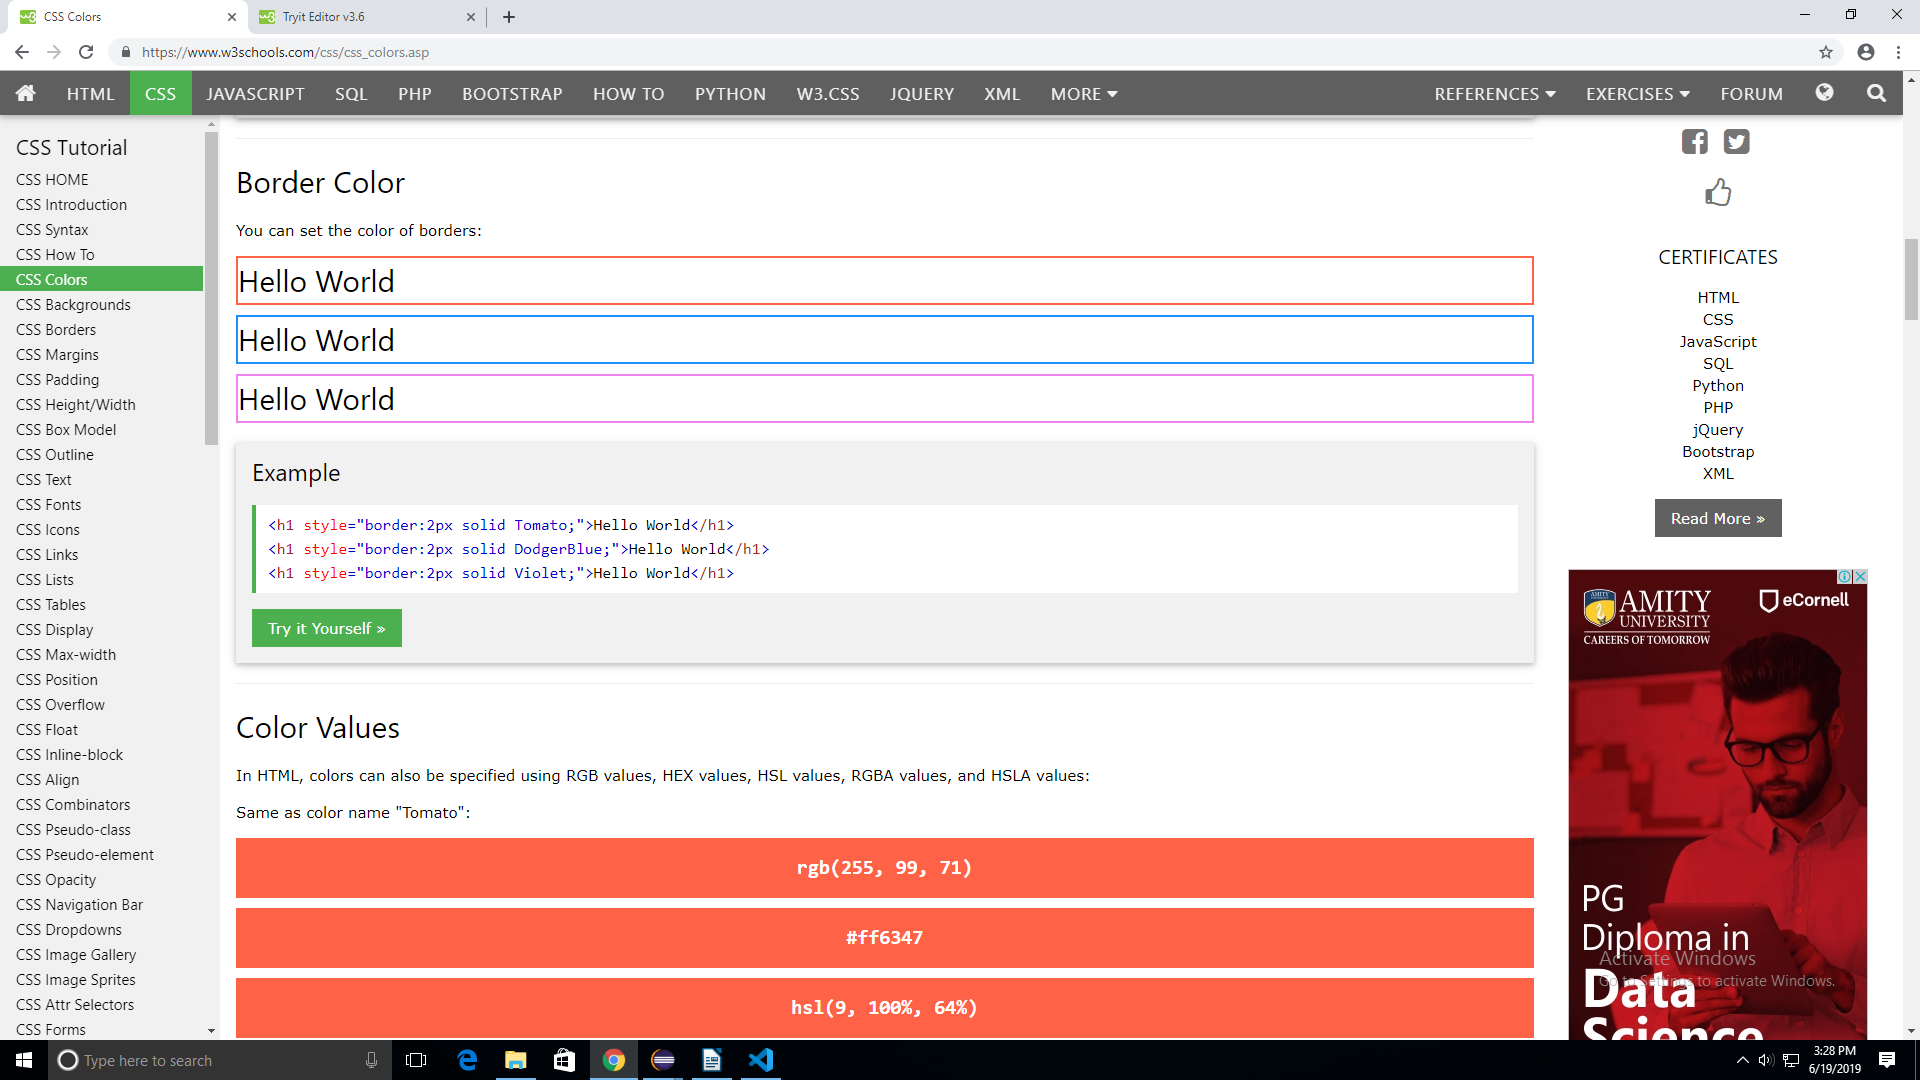 CSS Colors
Tryit Editor v3.6
https://www.w3schools.com/css/css_colors.asp
HTML CSS JAVASCRIPT SQL PHP BOOTSTRAP HOW TO PYTHON W3.CSS JQUERY XML MORE REFERENCES EXERCISES FORUM
CSS Tutorial
CSS HOME
CSS Introduction
CSS Syntax
CSS How To
CSS Colors
CSS Backgrounds
CSS Borders
CSS Margins
CSS Padding
CSS Height/Width
CSS Box Model
CSS Outline
CSS Text
CSS Fonts
CSS Icons
CSS Links
CSS Lists
CSS Tables
CSS Display
CSS Max-width
CSS Position
CSS Overflow
CSS Float
CSS Inline-block
CSS Align
CSS Combinators
CSS Pseudo-class
CSS Pseudo-element
CSS Opacity
CSS Navigation Bar
CSS Dropdowns
CSS Image Gallery
CSS Image Sprites
CSS Attr Selectors
CSS Forms
Border Color
You can set the color of borders:
Hello World
Hello World
Hello World
Example
<h1 style="border:2px solid Tomato;">Hello World</h1>
<h1 style="border:2px solid DodgerBlue;">Hello World</h1>
<h1 style="border:2px solid Violet;">Hello World</h1>
Try it Yourself »
Color Values
In HTML, colors can also be specified using RGB values, HEX values, HSL values, RGBA values, and HSLA values:
Same as color name "Tomato":
rgb(255, 99, 71)
#ff6347
hsl(9, 100%, 64%)
CERTIFICATES
HTML
CSS
JavaScript
SQL
Python
PHP
jQuery
Bootstrap
XML
Read More »
AMITY
UNIVERSITY
CAREERS OF TOMORROW
eCornell
PG
Diploma in
Data
Science
Activate Windows
Go to Settings to activate Windows.
Type here to search
3:28 PM
6/19/2019